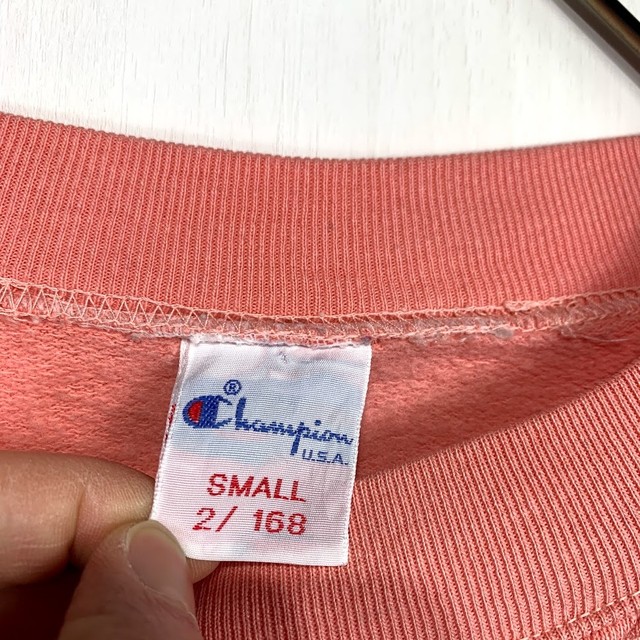 ®
Champion
U.S.A.
SMALL
2/ 168